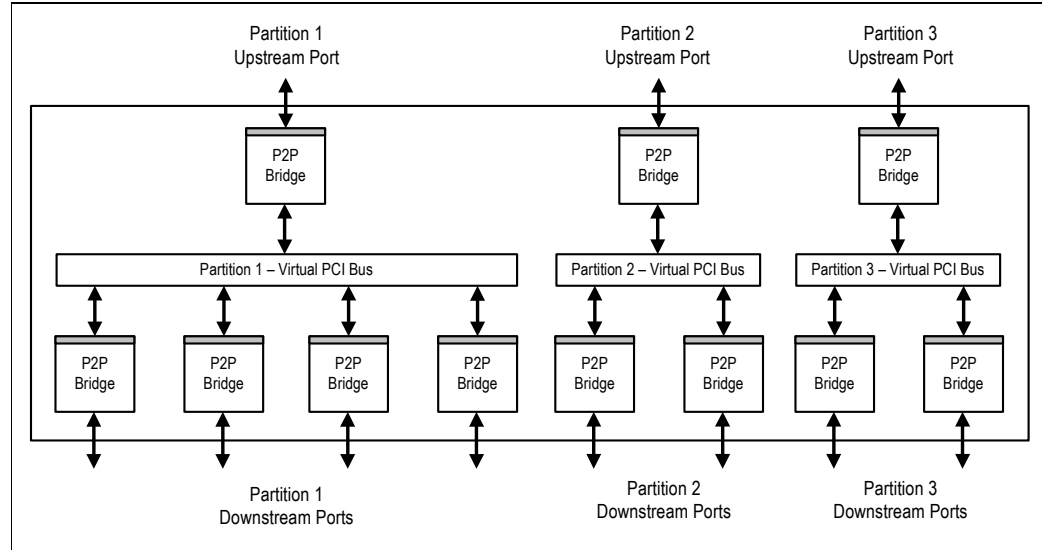 Partition 1
Upstream Port
Partition 2
Upstream Port
Partition 3
Upstream Port
P2P
Bridge
P2P
Bridge
P2P
Bridge
Partition 1 – Virtual PCI Bus
Partition 2 – Virtual PCI Bus
Partition 3 – Virtual PCI Bus
P2P
Bridge
P2P
Bridge
P2P
Bridge
P2P
Bridge
P2P
Bridge
P2P
Bridge
P2P
Bridge
P2P
Bridge
Partition 1
Downstream Ports
Partition 2
Downstream Ports
Partition 3
Downstream Ports